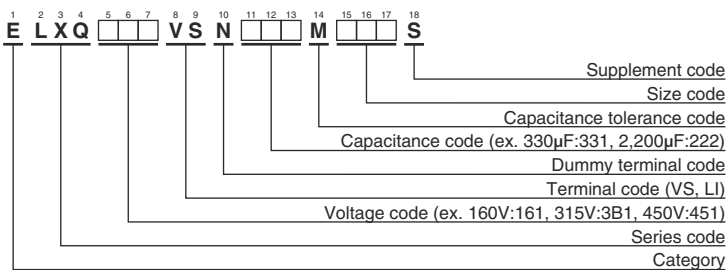 1 2 3 4 5 6 7 8 9 10 11 12 13 14 15 16 17 18
E LXQ □□□ VS N □□□ M □□□ S
Supplement code
Size code
Capacitance tolerance code
Capacitance code (ex. 330μF:331, 2,200μF:222)
Dummy terminal code
Terminal code (VS, LI)
Voltage code (ex. 160V:161, 315V:3B1, 450V:451)
Series code
Category